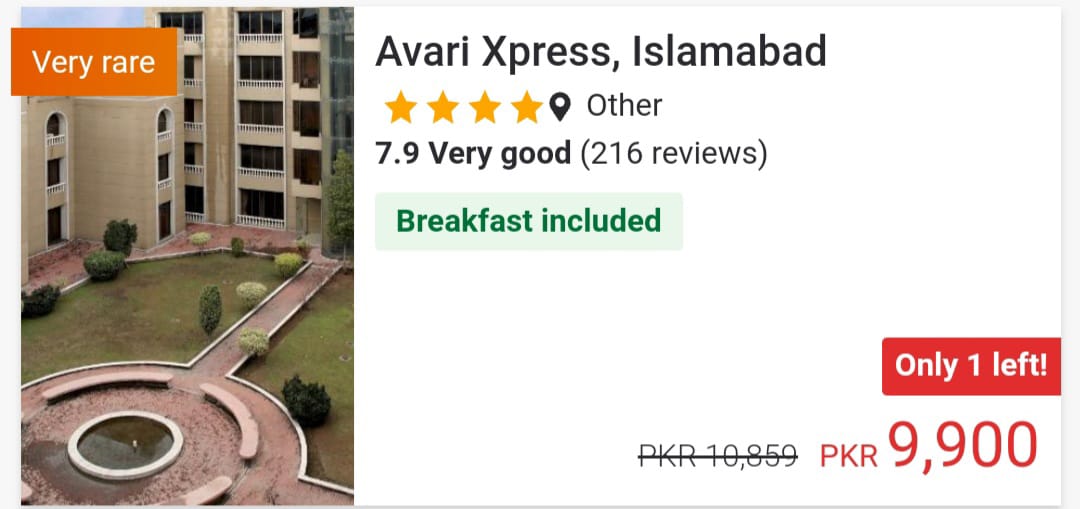 Very rare
Avari Xpress, Islamabad
Other
7.9 Very good (216 reviews)
Breakfast included
Only 1 left!
PKR 10,859 PKR 9,900